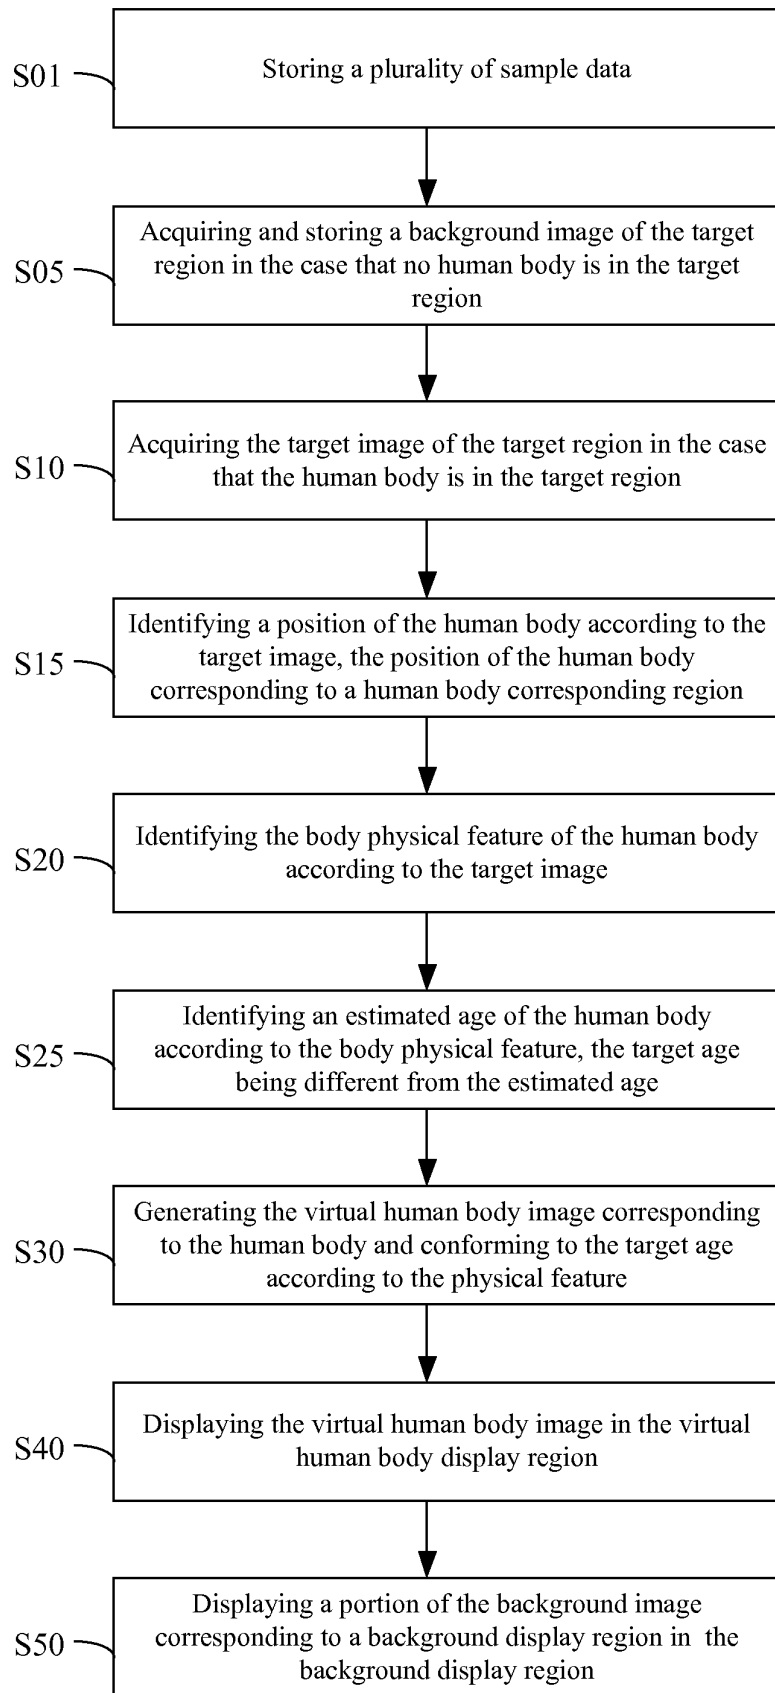 S01
Storing a plurality of sample data
S05
Acquiring and storing a background image of the target
region in the case that no human body is in the target
region
S10
Acquiring the target image of the target region in the case
that the human body is in the target region
S15
Identifying a position of the human body according to the
target image, the position of the human body
corresponding to a human body corresponding region
S20
Identifying the body physical feature of the human body
according to the target image
S25
Identifying an estimated age of the human body
according to the body physical feature, the target age
being different from the estimated age
S30
Generating the virtual human body image corresponding
to the human body and conforming to the target age
according to the physical feature
S40
Displaying the virtual human body image in the virtual
human body display region
S50
Displaying a portion of the background image
corresponding to a background display region in the
background display region